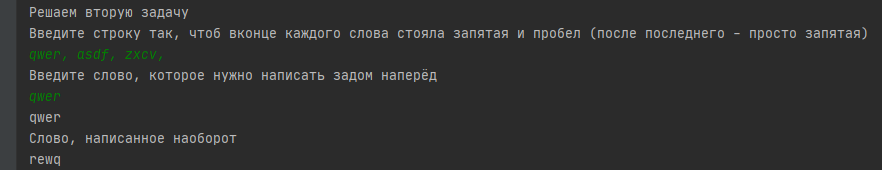 Решаем вторую задачу
Введите строку так, чтоб вконце каждого слова стояла запятая и пробел (после последнего - просто запятая)
qwer, asdf, zxcv,
Введите слово, которое нужно написать задом наперёд
qwer
qwer
Слово, написанное наоборот
rewq